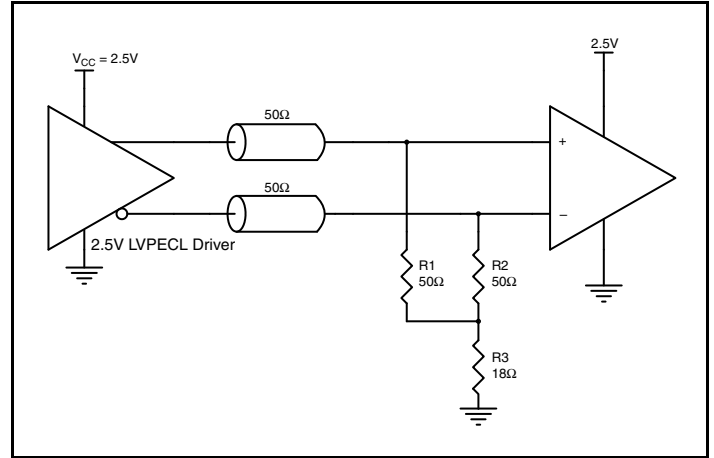 V_CC = 2.5V
2.5V
50Ω
+
50Ω
−
2.5V LVPECL Driver
R1
50Ω
R2
50Ω
R3
18Ω